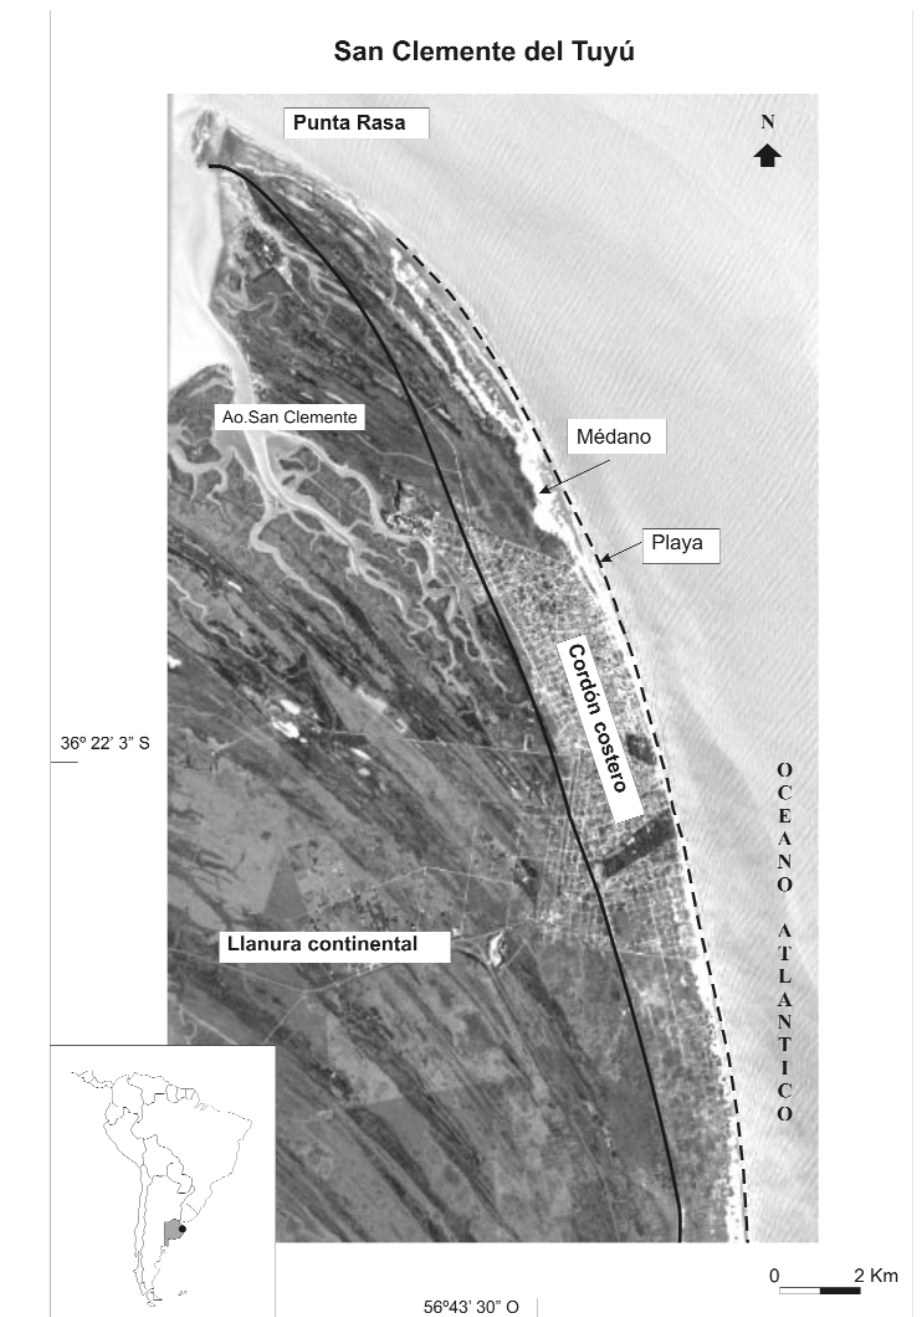 San Clemente del Tuyú
Punta Rasa
N
Ao.San Clemente
Médano
Playa
Cordón costero
36º 22’ 3” S
OCEANO ATLANTICO
Llanura continental
0 2 Km
56º43’ 30” O